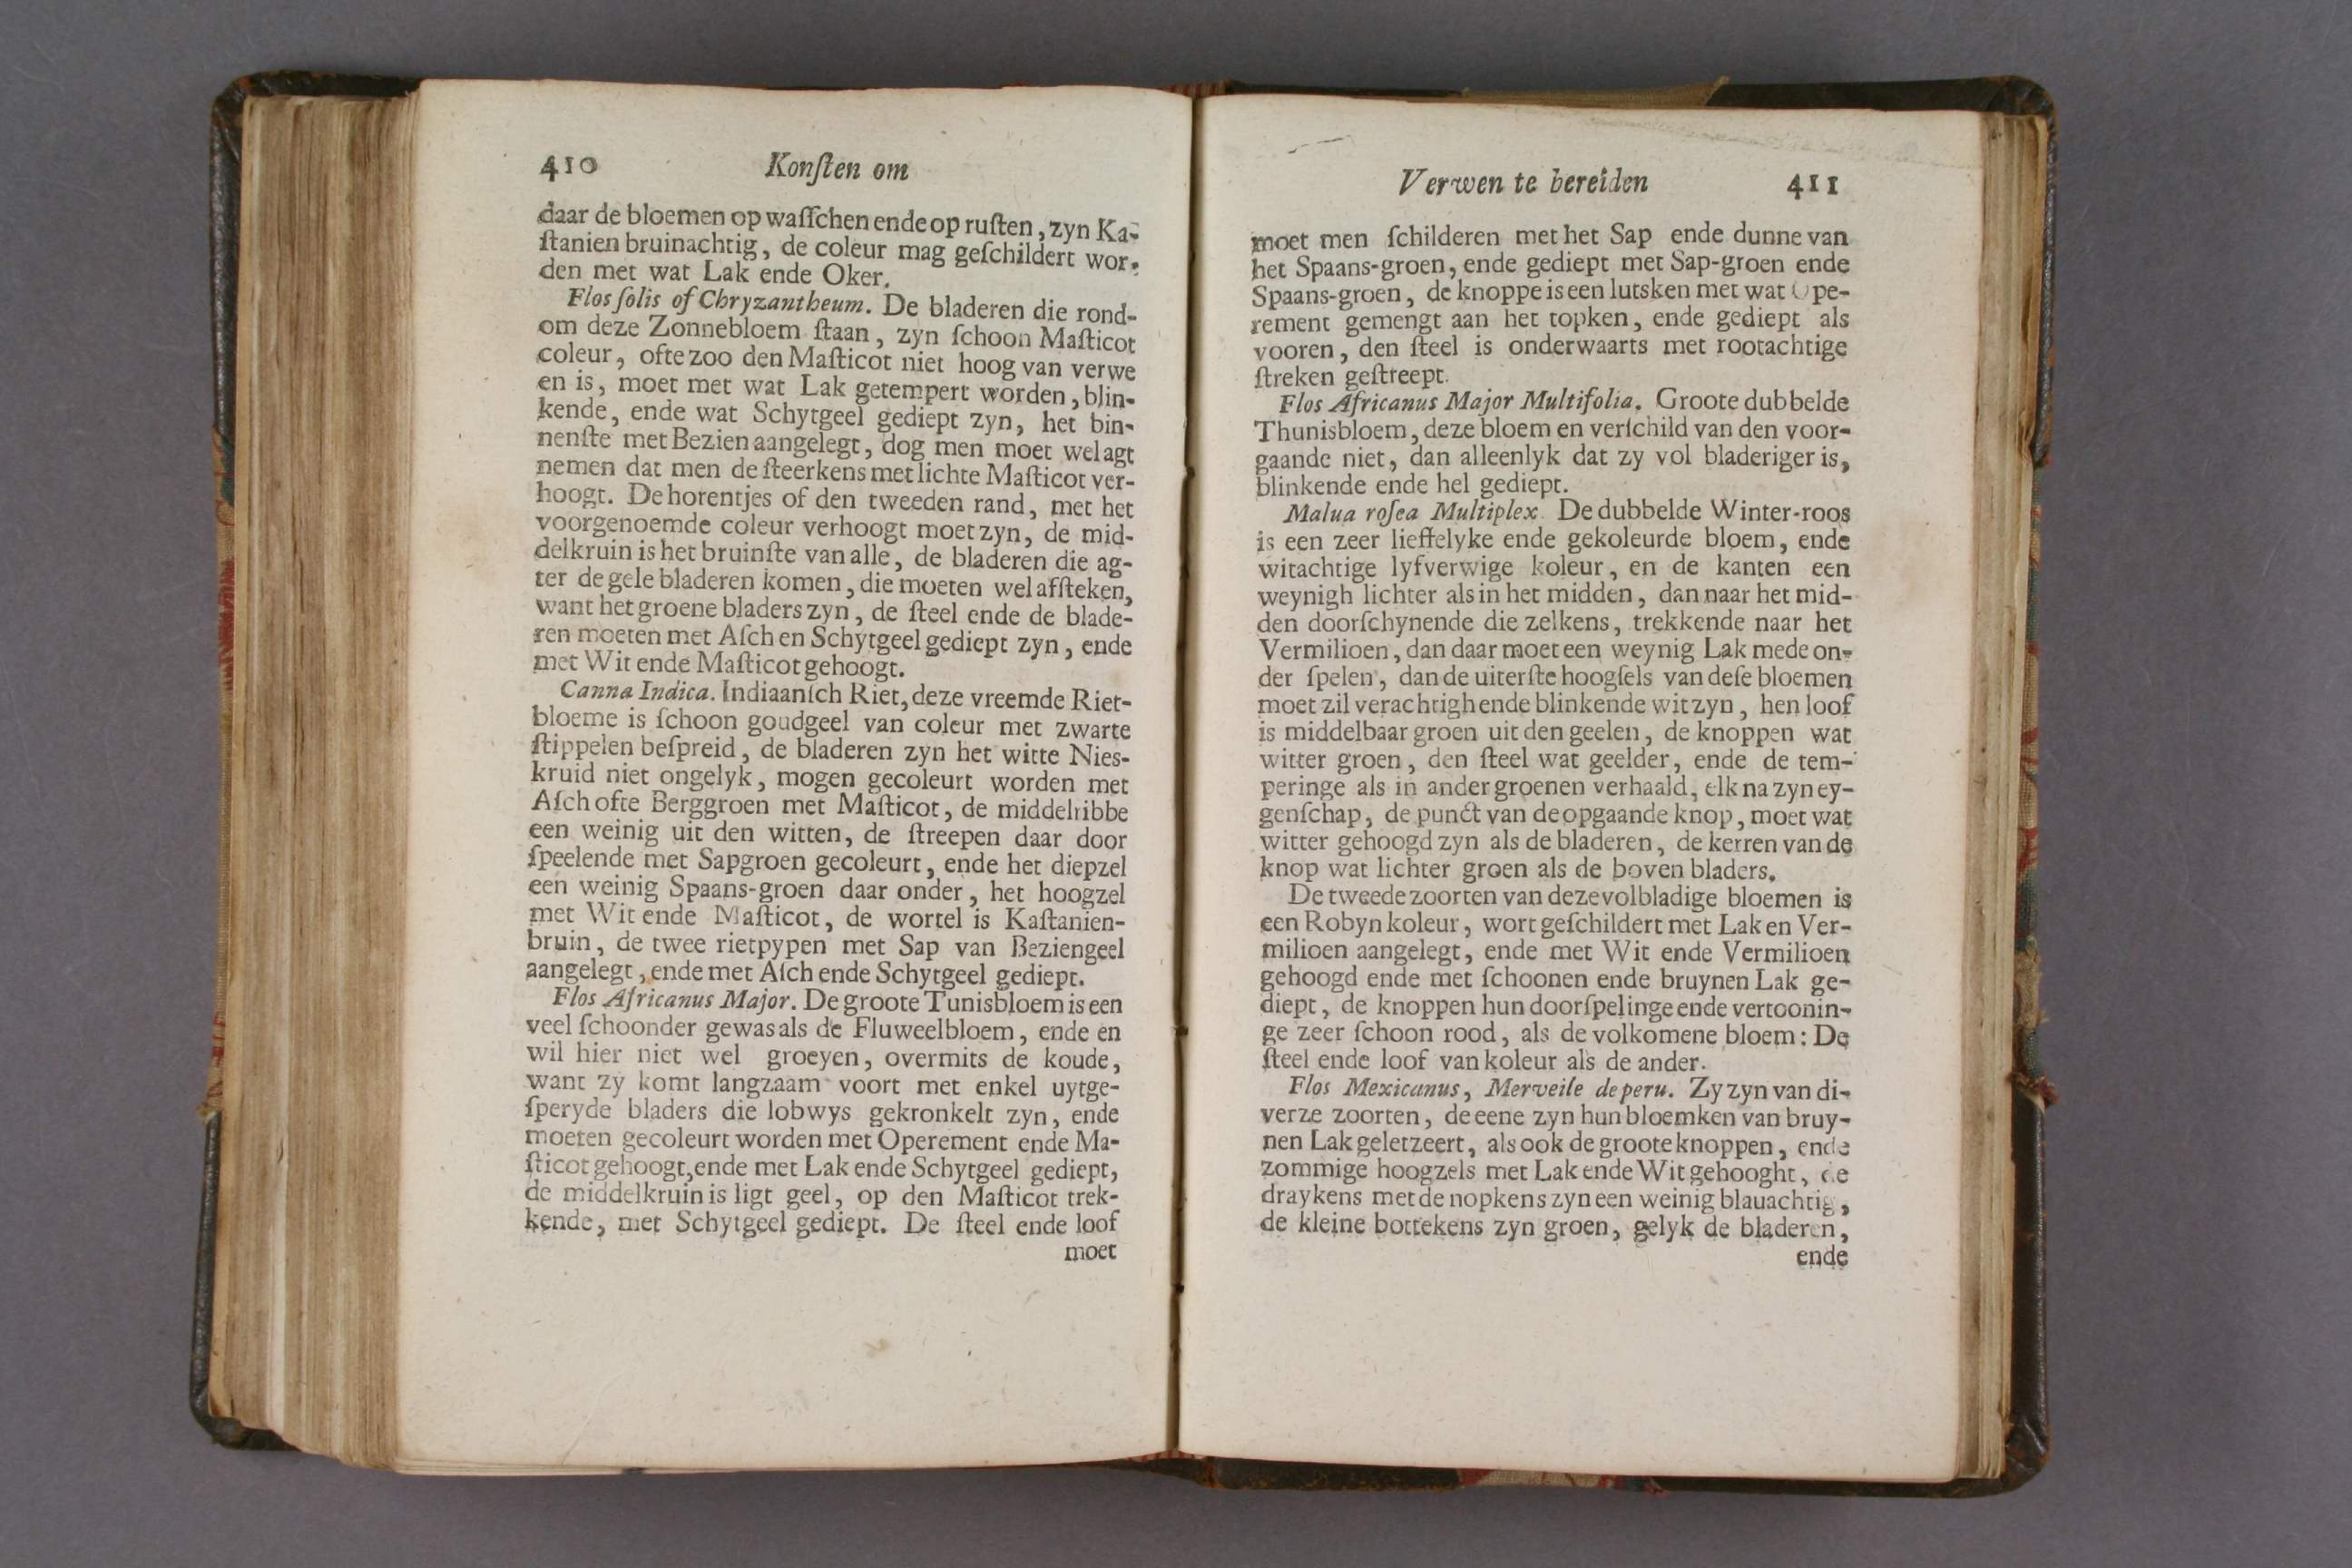 410 Konſten om
daar de bloemen op waſſchen ende op ruſten, zyn Ka-
ſtanien bruinachtig, de coleur mag geſchildert wor-
den met wat Lak ende Oker.
Flos ſolis of Chryzantheum. De bladeren die rond-
om deze Zonnebloem ſtaan, zyn ſchoon Maſticot
coleur, ofte zoo den Maſticot niet hoog van verwe
en is, moet met wat Lak getempert worden, blin-
kende, ende wat Schytgeel gediept zyn, het bin-
nenſte met Bezien aangelegt, dog men moet wel agt
nemen dat men de ſteerkens met lichte Maſticot ver-
hoogt. De horentjes of den tweeden rand, met het
voorgenoemde coleur verhoogt moet zyn, de mid-
delkruin is het bruinſte van alle, de bladeren die ag-
ter de gele bladeren komen, die moeten wel afſteken,
want het groene bladers zyn, de ſteel ende de blade-
ren moeten met Aſch en Schytgeel gediept zyn, ende
met Wit ende Maſticot gehoogt.
Canna Indica. Indiaanſch Riet, deze vreemde Riet-
bloeme is ſchoon goudgeel van coleur met zwarte
ſtippelen beſpreid, de bladeren zyn het witte Nies-
kruid niet ongelyk, mogen gecoleurt worden met
Aſch ofte Berggroen met Maſticot, de middelribbe
een weinig uit den witten, de ſtreepen daar door
ſpeelende met Sapgroen gecoleurt, ende het diepzel
een weinig Spaans-groen daar onder, het hoogzel
met Wit ende Maſticot, de wortel is Kaſtanien-
bruin, de twee rietpypen met Sap van Beziengeel
aangelegt, ende met Aſch ende Schytgeel gediept.
Flos Africanus Major. De groote Tunisbloem is een
veel ſchoonder gewas als de Fluweelbloem, ende en
wil hier niet wel groeyen, overmits de koude,
want zy komt langzaam voort met enkel uytge-
ſperyde bladers die lobwys gekronkelt zyn, ende
moeten gecoleurt worden met Operement ende Ma-
ſticot gehoogt, ende met Lak ende Schytgeel gediept,
de middelkruin is ligt geel, op den Maſticot trek-
kende, met Schytgeel gediept. De ſteel ende loof
moet
Verwen te bereiden 411
moet men ſchilderen met het Sap ende dunne van
het Spaans-groen, ende gediept met Sap-groen ende
Spaans-groen, de knoppe is een lutsken met wat Ope-
rement gemengt aan het topken, ende gediept als
vooren, den ſteel is onderwaarts met rootachtige
ſtreken geſtreept.
Flos Africanus Major Multifolia. Groote dubbelde
Thunisbloem, deze bloem en verſchild van den voor-
gaande niet, dan alleenlyk dat zy vol bladeriger is,
blinkende ende hel gediept.
Malua roſea Multiplex. De dubbelde Winter-roos
is een zeer lieffelyke ende gekoleurde bloem, ende
witachtige lyfverwige koleur, en de kanten een
weynigh lichter als in het midden, dan naar het mid-
den doorſchynende die zelkens, trekkende naar het
Vermilioen, dan daar moet een weynig Lak mede on-
der ſpelen, dan de uiterſte hoogſels van deſe bloemen
moet zil verachtigh ende blinkende wit zyn, hen loof
is middelbaar groen uit den geelen, de knoppen wat
witter groen, den ſteel wat geelder, ende de tem-
peringe als in ander groenen verhaald, elk na zyn ey-
genſchap, de punct van de opgaande knop, moet wat
witter gehoogd zyn als de bladeren, de kerren van de
knop wat lichter groen als de boven bladers.
De tweede zoorten van deze volbladige bloemen is
een Robyn koleur, wort geſchildert met Lak en Ver-
milioen aangelegt, ende met Wit ende Vermilioen
gehoogd ende met ſchoonen ende bruynen Lak ge-
diept, de knoppen hun doorſpelinge ende vertoonin-
ge zeer ſchoon rood, als de volkomene bloem: De
ſteel ende loof van koleur als de ander.
Flos Mexicanus, Merveile de peru. Zy zyn van di-
verze zoorten, de eene zyn hun bloemken van bruy-
nen Lak geletzeert, als ook de groote knoppen, ende
zommige hoogzels met Lak ende Wit gehooght, de
draykens met de nopkens zyn een weinig blauachtig,
de kleine bottekens zyn groen, gelyk de bladeren,
ende